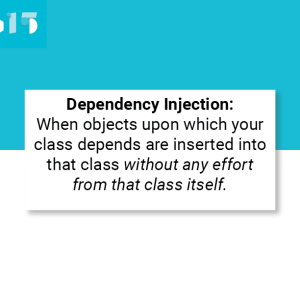 Dependency Injection:
When objects upon which your
class depends are inserted into
that class without any effort
from that class itself.